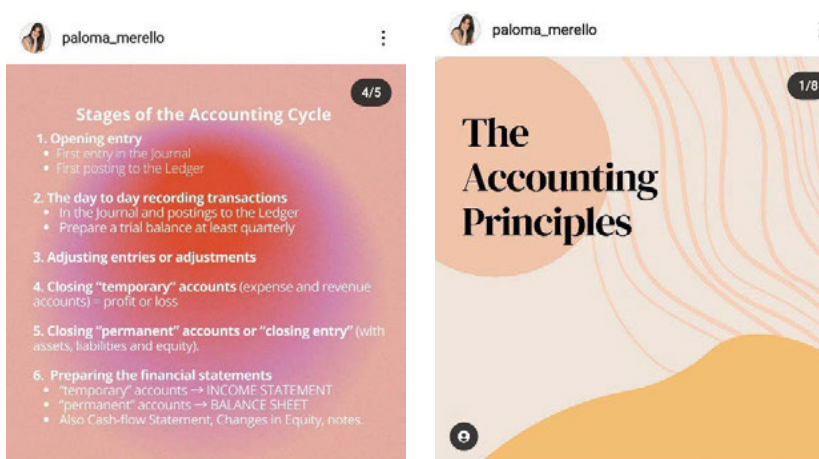 paloma_merello
4/5
Stages of the Accounting Cycle
1. Opening entry
• First entry in the Journal
• First posting to the Ledger
2. The day to day recording transactions
• In the Journal and postings to the Ledger
• Prepare a trial balance at least quarterly
3. Adjusting entries or adjustments
4. Closing “temporary” accounts (expense and revenue
accounts) = profit or loss
5. Closing “permanent” accounts or “closing entry” (with
assets, liabilities and equity).
6. Preparing the financial statements
• “temporary” accounts → INCOME STATEMENT
• “permanent” accounts → BALANCE SHEET
• Also Cash-flow Statement, Changes in Equity, notes.
paloma_merello
1/8
The
Accounting
Principles